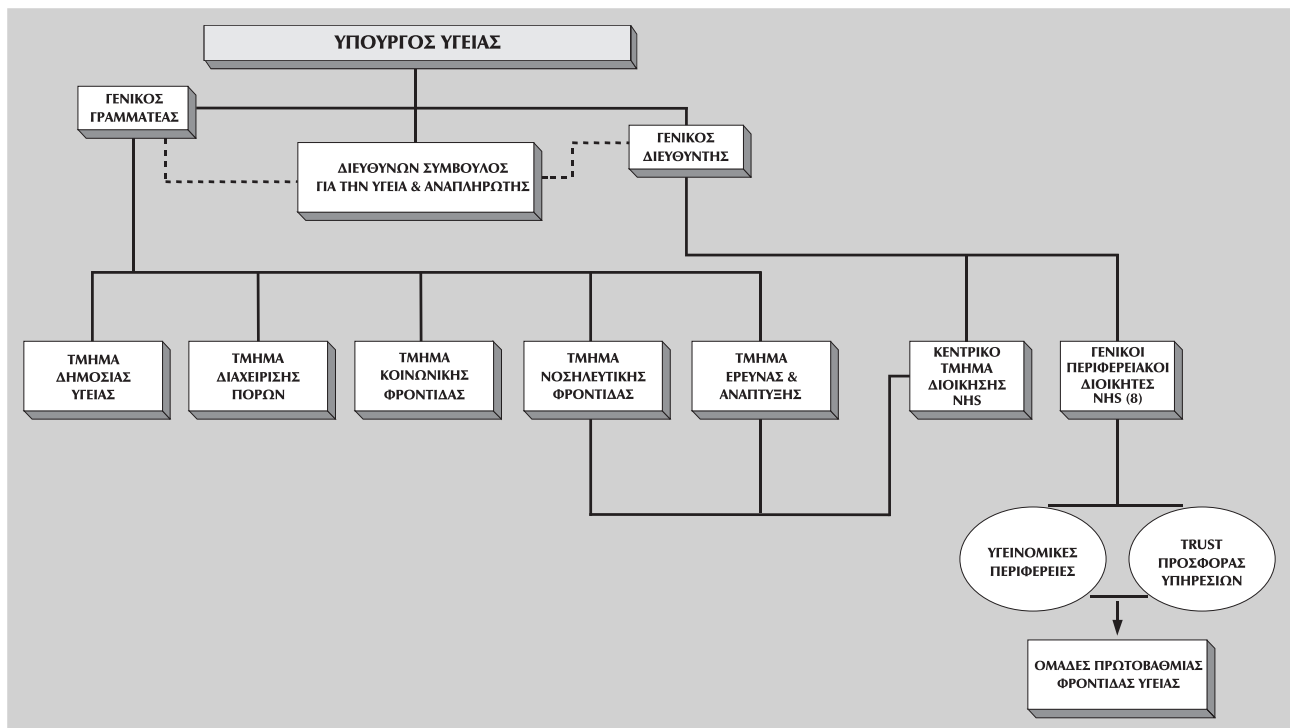 ΥΠΟΥΡΓΟΣ ΥΓΕΙΑΣ
ΓΕΝΙΚΟΣ
ΓΡΑΜΜΑΤΕΑΣ
ΔΙΕΥΘΥΝΩΝ ΣΥΜΒΟΥΛΟΣ
ΓΙΑ ΤΗΝ ΥΓΕΙΑ & ΑΝΑΠΛΗΡΩΤΗΣ
ΓΕΝΙΚΟΣ
ΔΙΕΥΘΥΝΤΗΣ
ΤΜΗΜΑ
ΔΗΜΟΣΙΑΣ
ΥΓΕΙΑΣ
ΤΜΗΜΑ
ΔΙΑΧΕΙΡΙΣΗΣ
ΠΟΡΩΝ
ΤΜΗΜΑ
ΚΟΙΝΩΝΙΚΗΣ
ΦΡΟΝΤΙΔΑΣ
ΤΜΗΜΑ
ΝΟΣΗΛΕΥΤΙΚΗΣ
ΦΡΟΝΤΙΔΑΣ
ΤΜΗΜΑ
ΕΡΕΥΝΑΣ &
ΑΝΑΠΤΥΞΗΣ
ΚΕΝΤΡΙΚΟ
ΤΜΗΜΑ
ΔΙΟΙΚΗΣΗΣ
NHS
ΓΕΝΙΚΟΙ
ΠΕΡΙΦΕΡΕΙΑΚΟΙ
ΔΙΟΙΚΗΤΕΣ
NHS (8)
ΥΓΕΙΝΟΜΙΚΕΣ
ΠΕΡΙΦΕΡΕΙΕΣ
TRUST
ΠΡΟΣΦΟΡΑΣ
ΥΠΗΡΕΣΙΩΝ
ΟΜΑΔΕΣ ΠΡΩΤΟΒΑΘΜΙΑΣ
ΦΡΟΝΤΙΔΑΣ ΥΓΕΙΑΣ